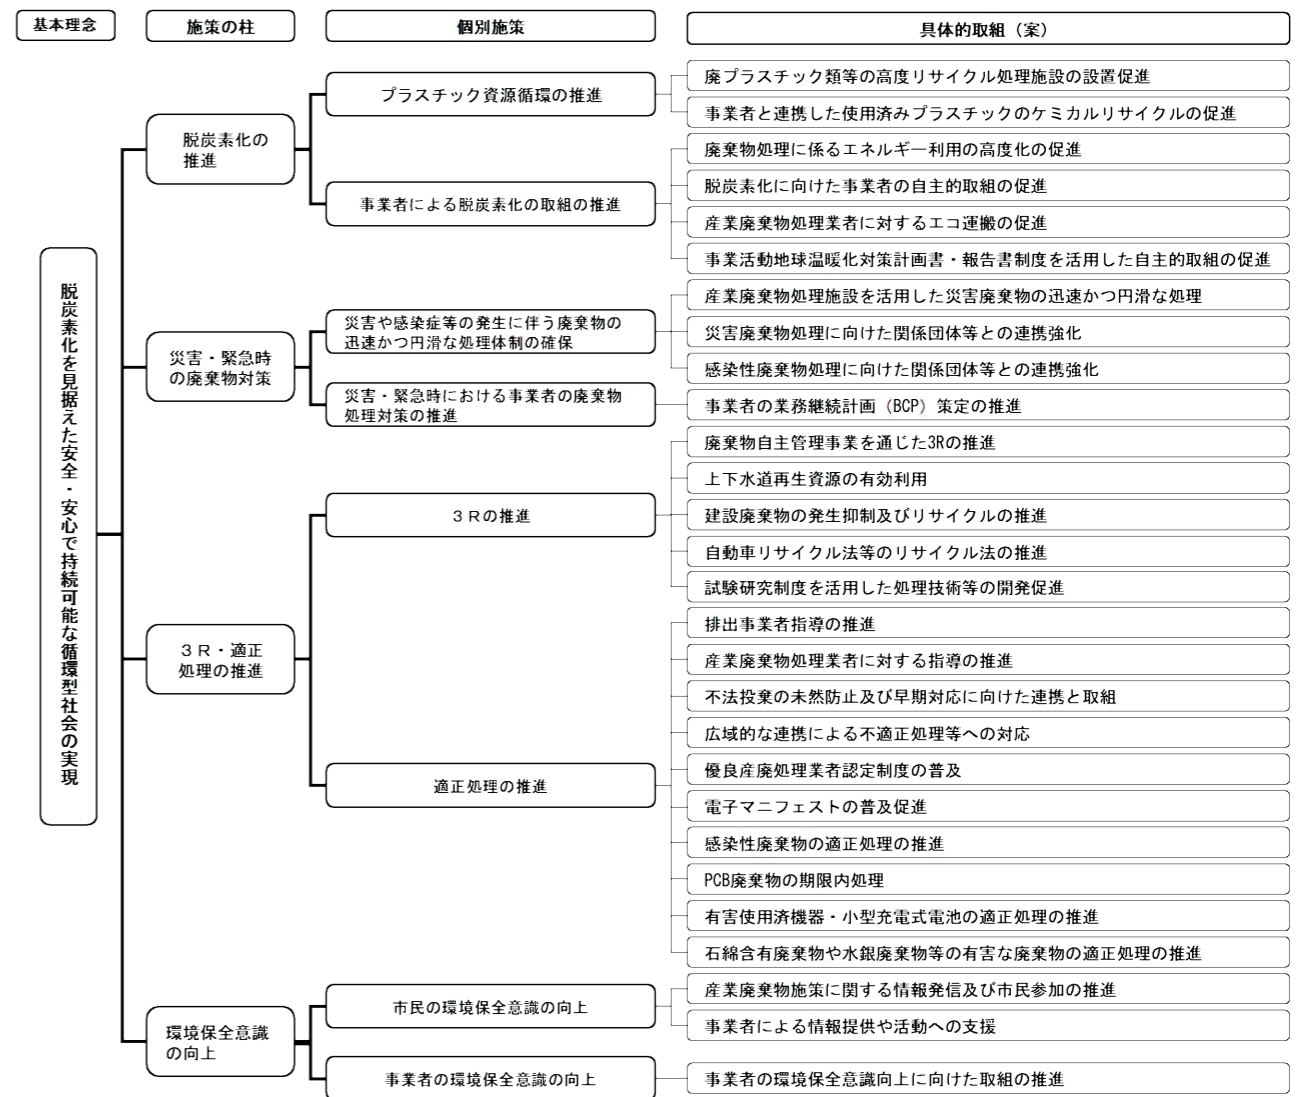 基本理念
施策の柱
個別施策
具体的取組（案）
脱炭素化を見据えた安全・安心で持続可能な循環型社会の実現
脱炭素化の
推進
プラスチック資源循環の推進
廃プラスチック類等の高度リサイクル処理施設の設置促進
事業者と連携した使用済みプラスチックのケミカルリサイクルの促進
事業者による脱炭素化の取組の推進
廃棄物処理に係るエネルギー利用の高度化の促進
脱炭素化に向けた事業者の自主的取組の促進
産業廃棄物処理業者に対するエコ運搬の促進
事業活動地球温暖化対策計画書・報告書制度を活用した自主的取組の促進
災害・緊急時
の廃棄物対策
災害や感染症等の発生に伴う廃棄物の
迅速かつ円滑な処理体制の確保
産業廃棄物処理施設を活用した災害廃棄物の迅速かつ円滑な処理
災害廃棄物処理に向けた関係団体等との連携強化
感染性廃棄物処理に向けた関係団体等との連携強化
災害・緊急時における事業者の廃棄物
処理対策の推進
事業者の業務継続計画（BCP）策定の推進
３Ｒ・適正
処理の推進
３Ｒの推進
廃棄物自主管理事業を通じた3Rの推進
上下水道再生資源の有効利用
建設廃棄物の発生抑制及びリサイクルの推進
自動車リサイクル法等のリサイクル法の推進
試験研究制度を活用した処理技術等の開発促進
適正処理の推進
排出事業者指導の推進
産業廃棄物処理業者に対する指導の推進
不法投棄の未然防止及び早期対応に向けた連携と取組
広域的な連携による不適正処理等への対応
優良産廃処理業者認定制度の普及
電子マニフェストの普及促進
感染性廃棄物の適正処理の推進
PCB廃棄物の期限内処理
有害使用済機器・小型充電式電池の適正処理の推進
石綿含有廃棄物や水銀廃棄物等の有害な廃棄物の適正処理の推進
環境保全意識
の向上
市民の環境保全意識の向上
産業廃棄物施策に関する情報発信及び市民参加の推進
事業者による情報提供や活動への支援
事業者の環境保全意識の向上
事業者の環境保全意識向上に向けた取組の推進